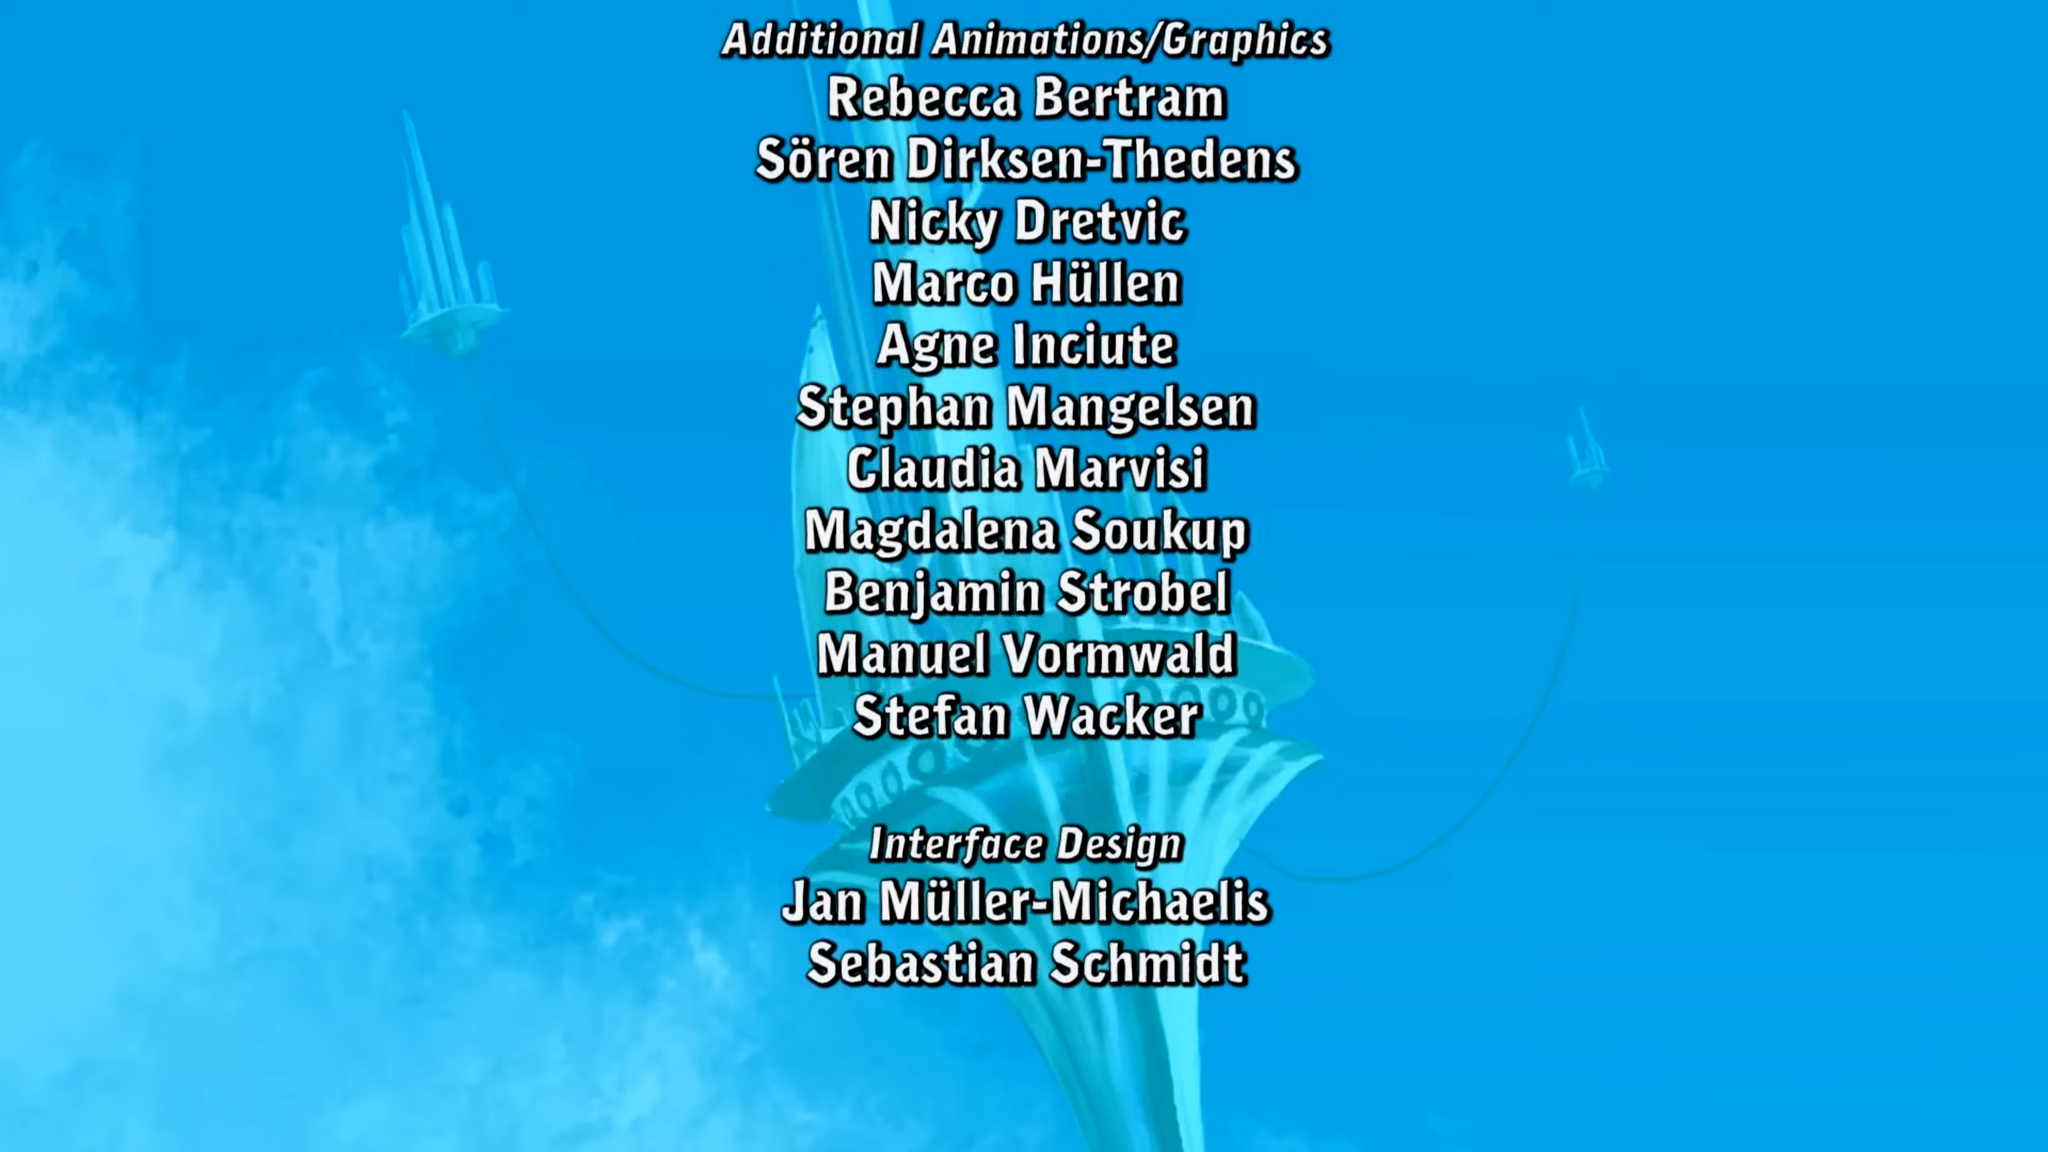 Additional Animations/Graphics
Rebecca Bertram
Sören Dirksen-Thedens
Nicky Dretvic
Marco Hüllen
Agne Inciute
Stephan Mangelsen
Claudia Marvisi
Magdalena Soukup
Benjamin Strobel
Manuel Vormwald
Stefan Wacker
Interface Design
Jan Müller-Michaelis
Sebastian Schmidt